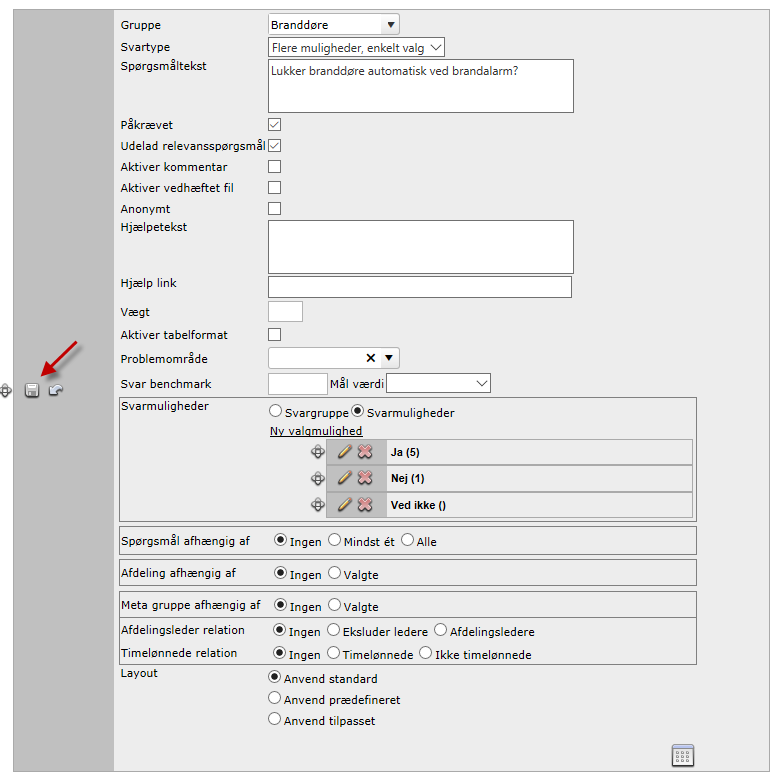 Gruppe Branddøre
Svartype Flere muligheder, enkelt valg
Spørgsmåltekst Lukker branddøre automatisk ved brandalarm?
Påkrævet
Udelad relevansspørgsmål
Aktiver kommentar
Aktiver vedhæftet fil
Anonymt
Hjælpetekst
Hjælp link
Vægt
Aktiver tabelformat
Problemområde
Svar benchmark Mål værdi
Svarmuligheder Svargruppe Svarmuligheder
Ny valgmulighed
Ja (5)
Nej (1)
Ved ikke ()
Spørgsmål afhængig af Ingen Mindst ét Alle
Afdeling afhængig af Ingen Valgte
Meta gruppe afhængig af Ingen Valgte
Afdelingsleder relation Ingen Eksluder ledere Afdelingsledere
Timelønnede relation Ingen Timelønnede Ikke timelønnede
Layout Anvend standard
Anvend prædefineret
Anvend tilpasset